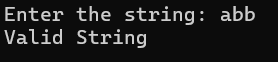 Enter the string: abb
Valid String